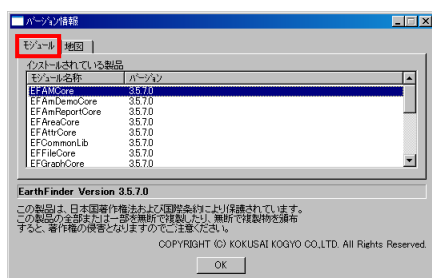 バージョン情報
モジュール 地図
インストールされている製品
モジュール名称 バージョン
EFAMCore 3.5.7.0
EFAmDemoCore 3.5.7.0
EFAmReportCore 3.5.7.0
EFAreaCore 3.5.7.0
EFAttrCore 3.5.7.0
EFCommonLib 3.5.7.0
EFFileCore 3.5.7.0
EFGraphCore 3.5.7.0
EarthFinder Version 3.5.7.0
この製品は、日本国著作権法および国際条約により保護されています。
この製品の全部または一部を無断で複製したり、無断で複製物を頒布
すると、著作権の侵害となりますのでご注意ください。
COPYRIGHT (C) KOKUSAI KOGYO CO.,LTD. All Rights Reserved.
OK